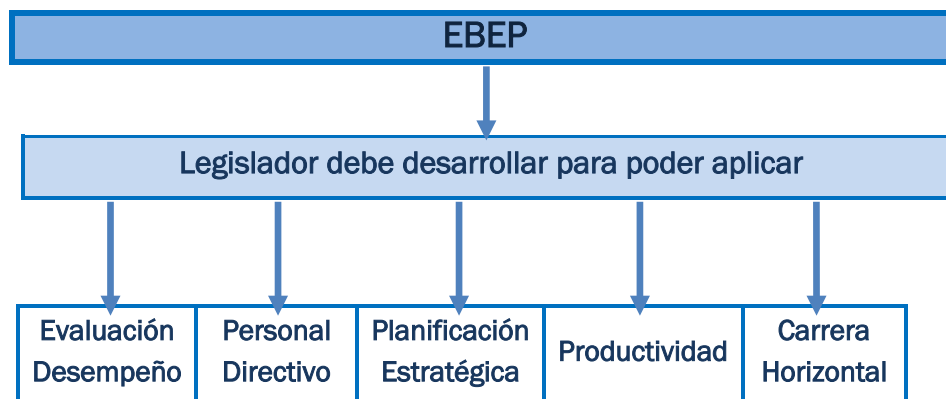 EBEP
Legislador debe desarrollar para poder aplicar
Evaluación
Desempeño
Personal
Directivo
Planificación
Estratégica
Productividad
Carrera
Horizontal